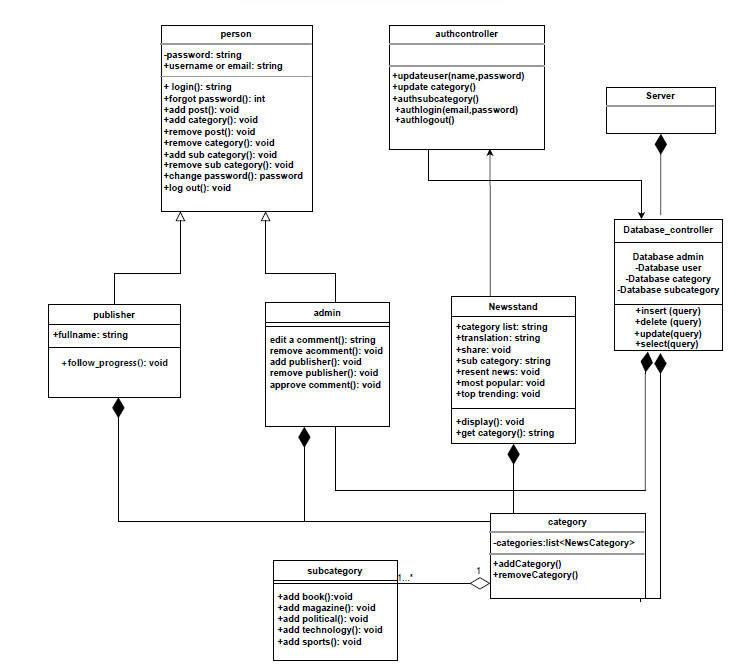 person
-password: string
+username or email: string
+ login(): string
+forgot password(): int
+add post(): void
+add category(): void
+remove post(): void
+remove category(): void
+add sub category(): void
+remove sub category(): void
+change password(): password
+log out(): void
authcontroller
+updateuser(name,password)
+update category()
+authsubcategory()
+authlogin(email,password)
+authlogout()
Server
Database_controller
Database admin
-Database user
-Database category
-Database subcategory
+insert (query)
+delete (query)
+update(query)
+select(query)
publisher
+fullname: string
+follow_progress(): void
admin
edit a comment(): string
remove acomment(): void
add publisher(): void
remove publisher(): void
approve comment(): void
Newsstand
+category list: string
+translation: string
+share: void
+sub category: string
+resent news: void
+most popular: void
+top trending: void
+display(): void
+get category(): string
category
-categories:list<NewsCategory>
+addCategory()
+removeCategory()
1
1...*
subcategory
+add book():void
+add magazine(): void
+add political(): void
+add technology(): void
+add sports(): void